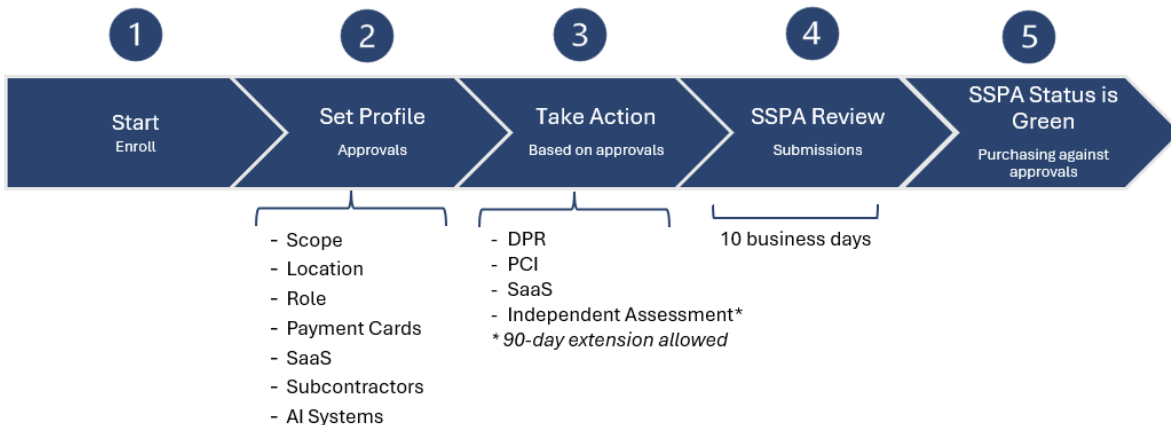 1
2
3
4
5
Start
Enroll
Set Profile
Approvals
Take Action
Based on approvals
SSPA Review
Submissions
SSPA Status is
Green
Purchasing against
approvals
- Scope
- Location
- Role
- Payment Cards
- SaaS
- Subcontractors
- AI Systems
- DPR
- PCI
- SaaS
- Independent Assessment*
* 90-day extension allowed
10 business days